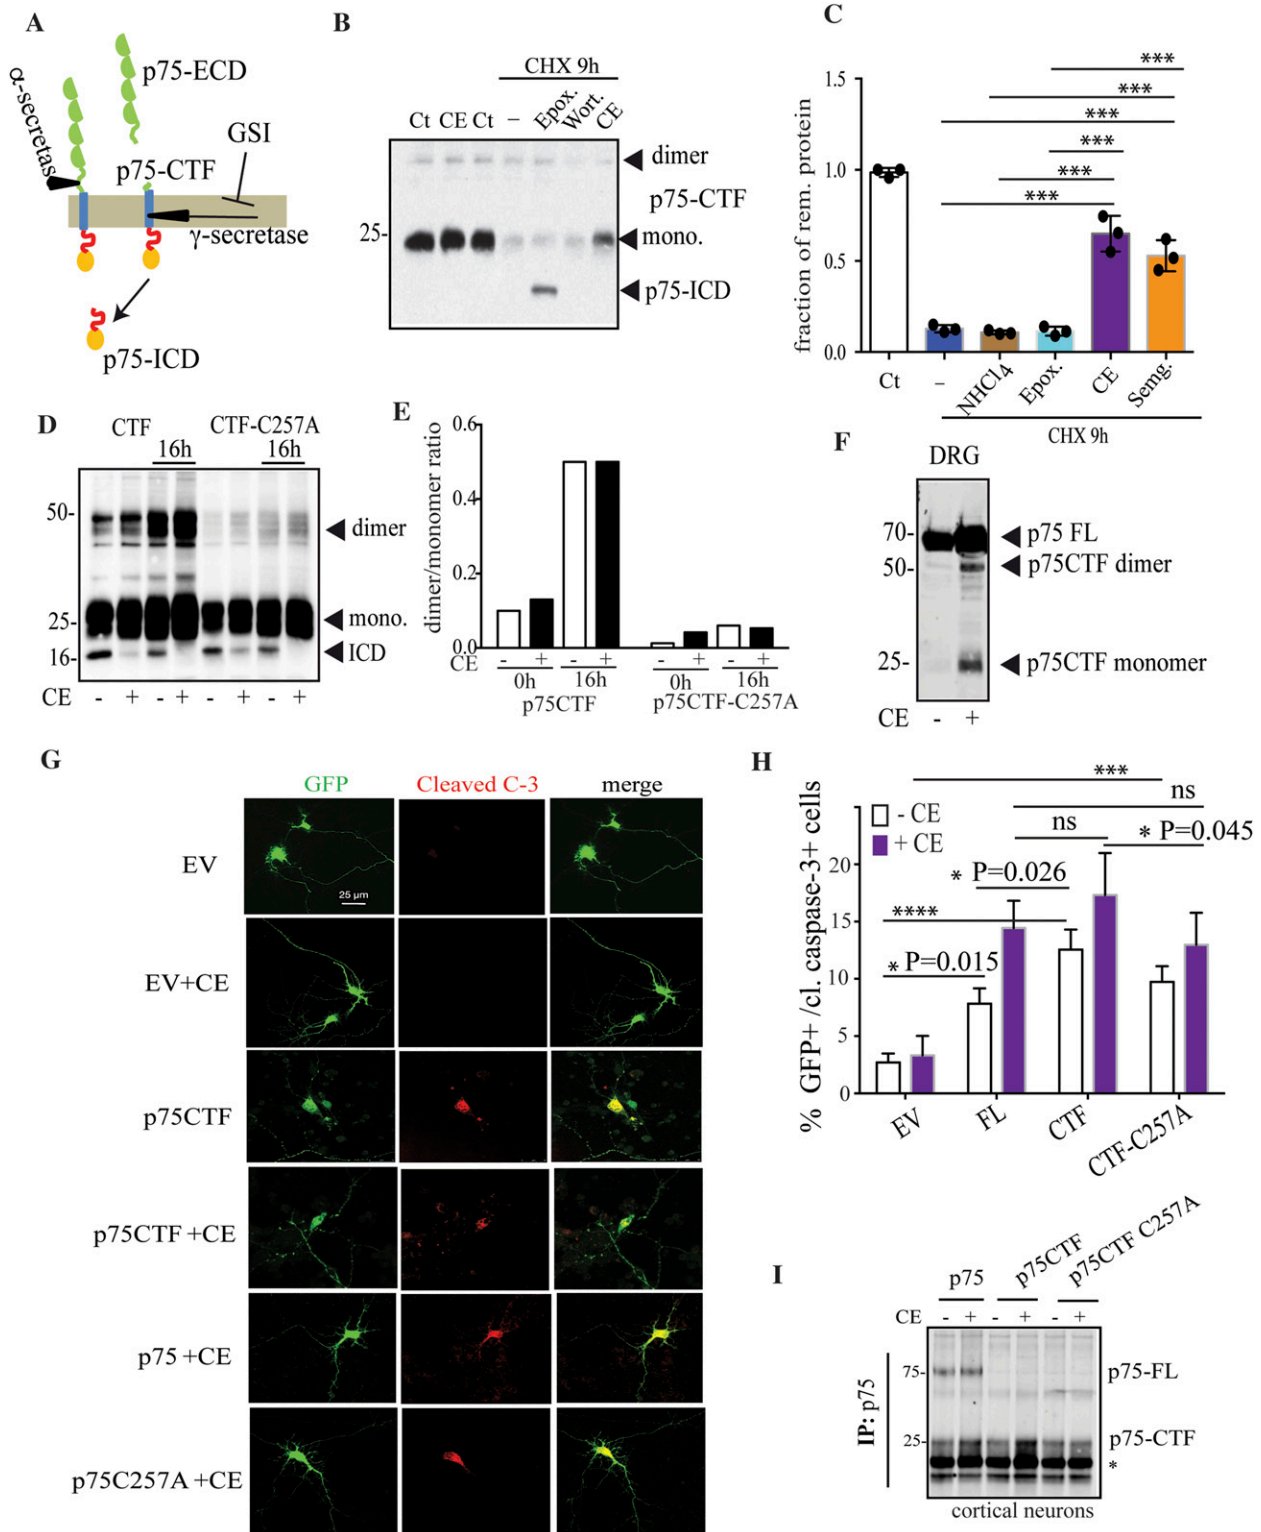 A
α-secretas
p75-ECD
GSI
p75-CTF
γ-secretase
p75-ICD
B
CHX 9h
Ct CE Ct – Epox. Wort. CE
dimer
p75-CTF
25-
mono.
p75-ICD
C
***
***
***
***
***
***
fraction of rem. protein
1.5
1.0
0.5
0.0
Ct – NHCl4 Epox. CE Semg.
CHX 9h
D
CTF CTF-C257A
16h 16h
50-
dimer
25-
mono.
16-
ICD
CE - + - + - + - +
E
dimer/monomer ratio
0.6
0.4
0.2
0.0
CE - + - + - + - +
0h 16h 0h 16h
p75CTF p75CTF-C257A
F
DRG
70-
p75 FL
50-
p75CTF dimer
25-
p75CTF monomer
CE - +
G
GFP Cleaved C-3 merge
EV
25 µm
EV+CE
p75CTF
p75CTF +CE
p75 +CE
p75C257A +CE
H
% GFP+ /cl. caspase-3+ cells
- CE
+ CE
***
ns
ns
* P=0.045
* P=0.026
****
* P=0.015
20
15
10
5
0
EV FL CTF CTF-C257A
I
p75 p75CTF p75CTF C257A
CE - + - + - +
IP: p75
75-
p75-FL
25-
p75-CTF
*
cortical neurons